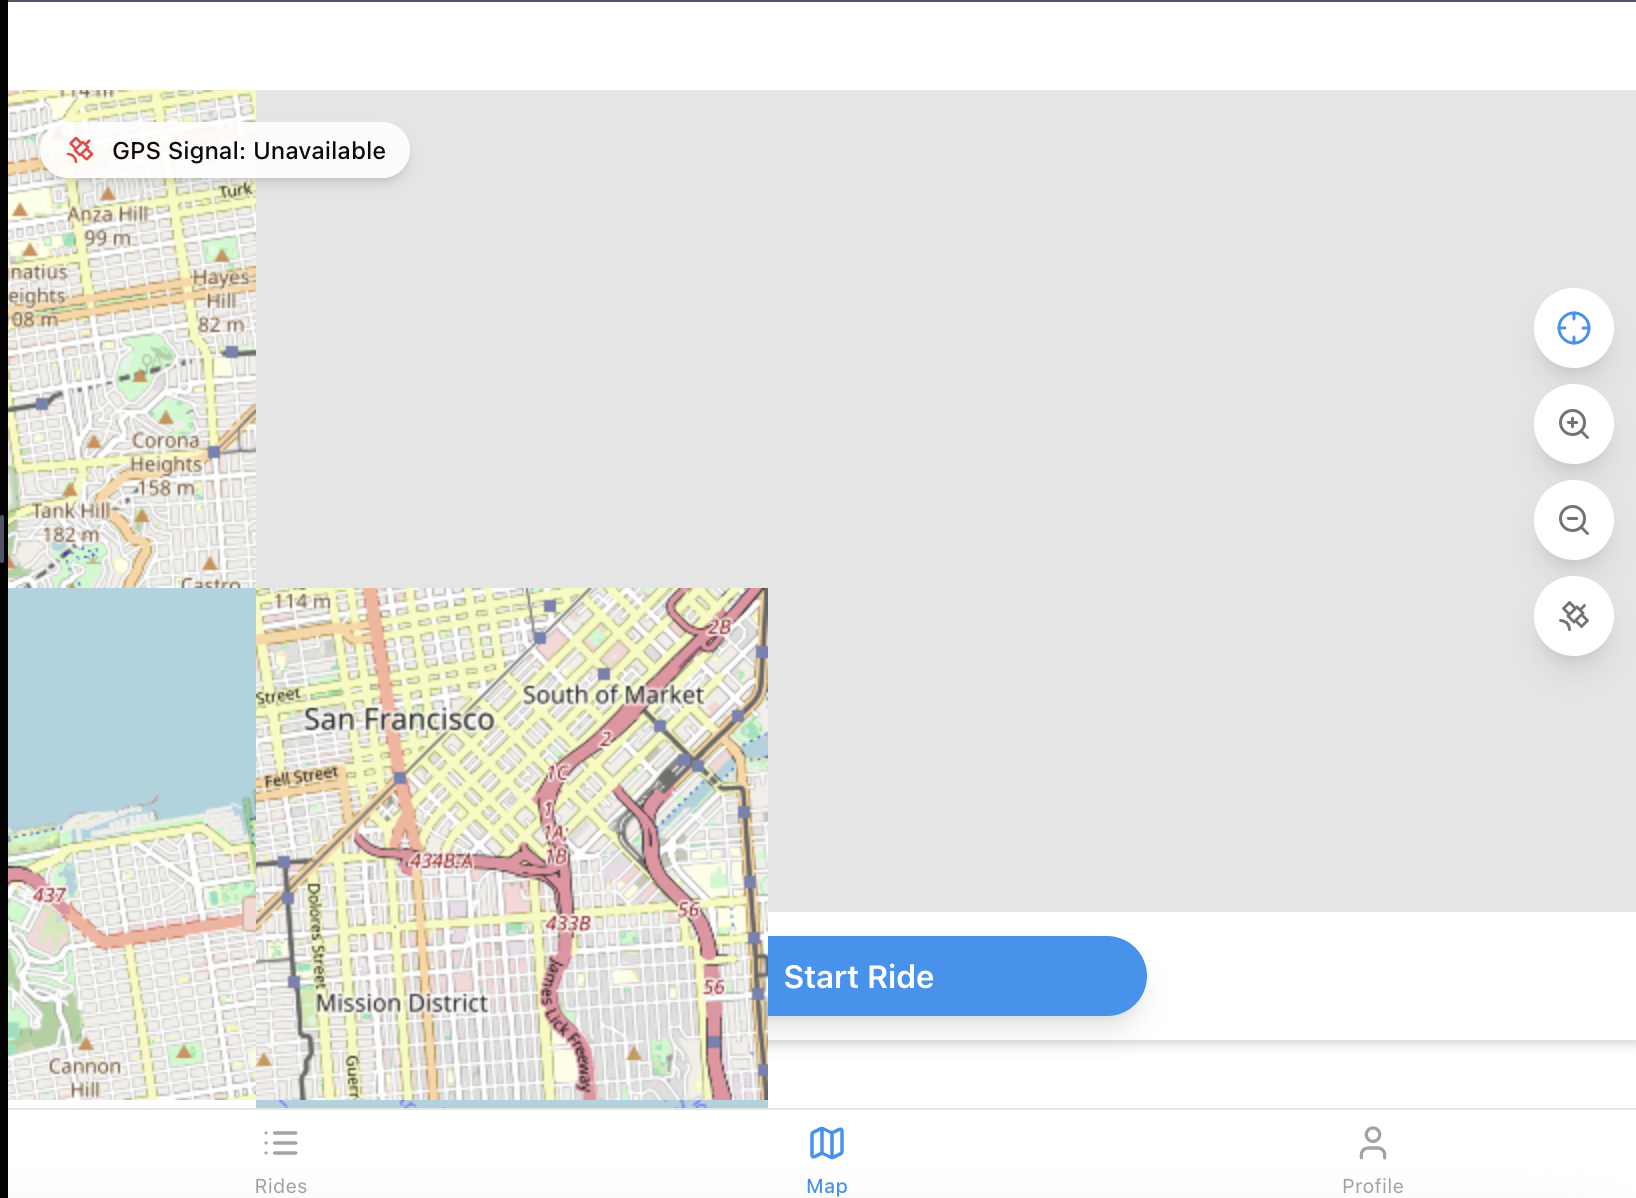 114 m
GPS Signal: Unavailable
Turk
Anza Hill
99 m
natius
eights
08 m
Hayes
Hill
82 m
Corona
Heights
158 m
Tank Hill
182 m
Castro
114 m
2B
Street
South of Market
San Francisco
2
1C
Fell Street
1
1A;
1B
434B;A
437
Dolores Street
56
433B
James Lick Freeway
56
Start Ride
Mission District
Guerr
Cannon
Hill
Rides
Map
Profile